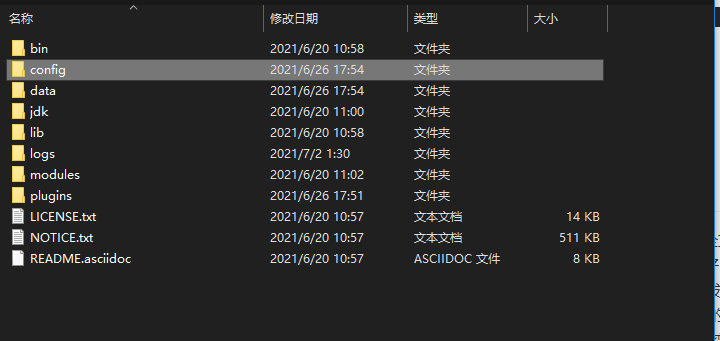 名称 修改日期 类型 大小
bin 2021/6/20 10:58 文件夹
config 2021/6/26 17:54 文件夹
data 2021/6/26 17:54 文件夹
jdk 2021/6/20 11:00 文件夹
lib 2021/6/20 10:58 文件夹
logs 2021/7/2 1:30 文件夹
modules 2021/6/20 11:02 文件夹
plugins 2021/6/26 17:51 文件夹
LICENSE.txt 2021/6/20 10:57 文本文档 14 KB
NOTICE.txt 2021/6/20 10:57 文本文档 511 KB
README.asciidoc 2021/6/20 10:57 ASCIIDOC 文件 8 KB